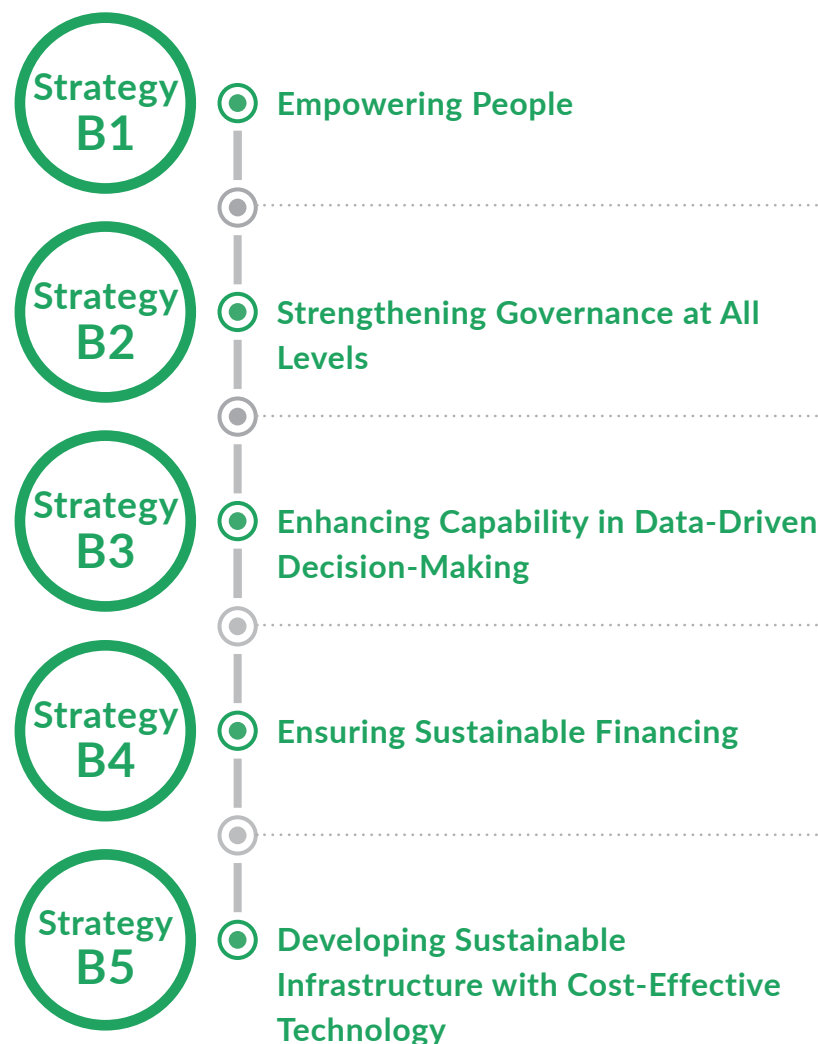 Strategy
B1
Empowering People
Strategy
B2
Strengthening Governance at All
Levels
Strategy
B3
Enhancing Capability in Data-Driven
Decision-Making
Strategy
B4
Ensuring Sustainable Financing
Strategy
B5
Developing Sustainable
Infrastructure with Cost-Effective
Technology